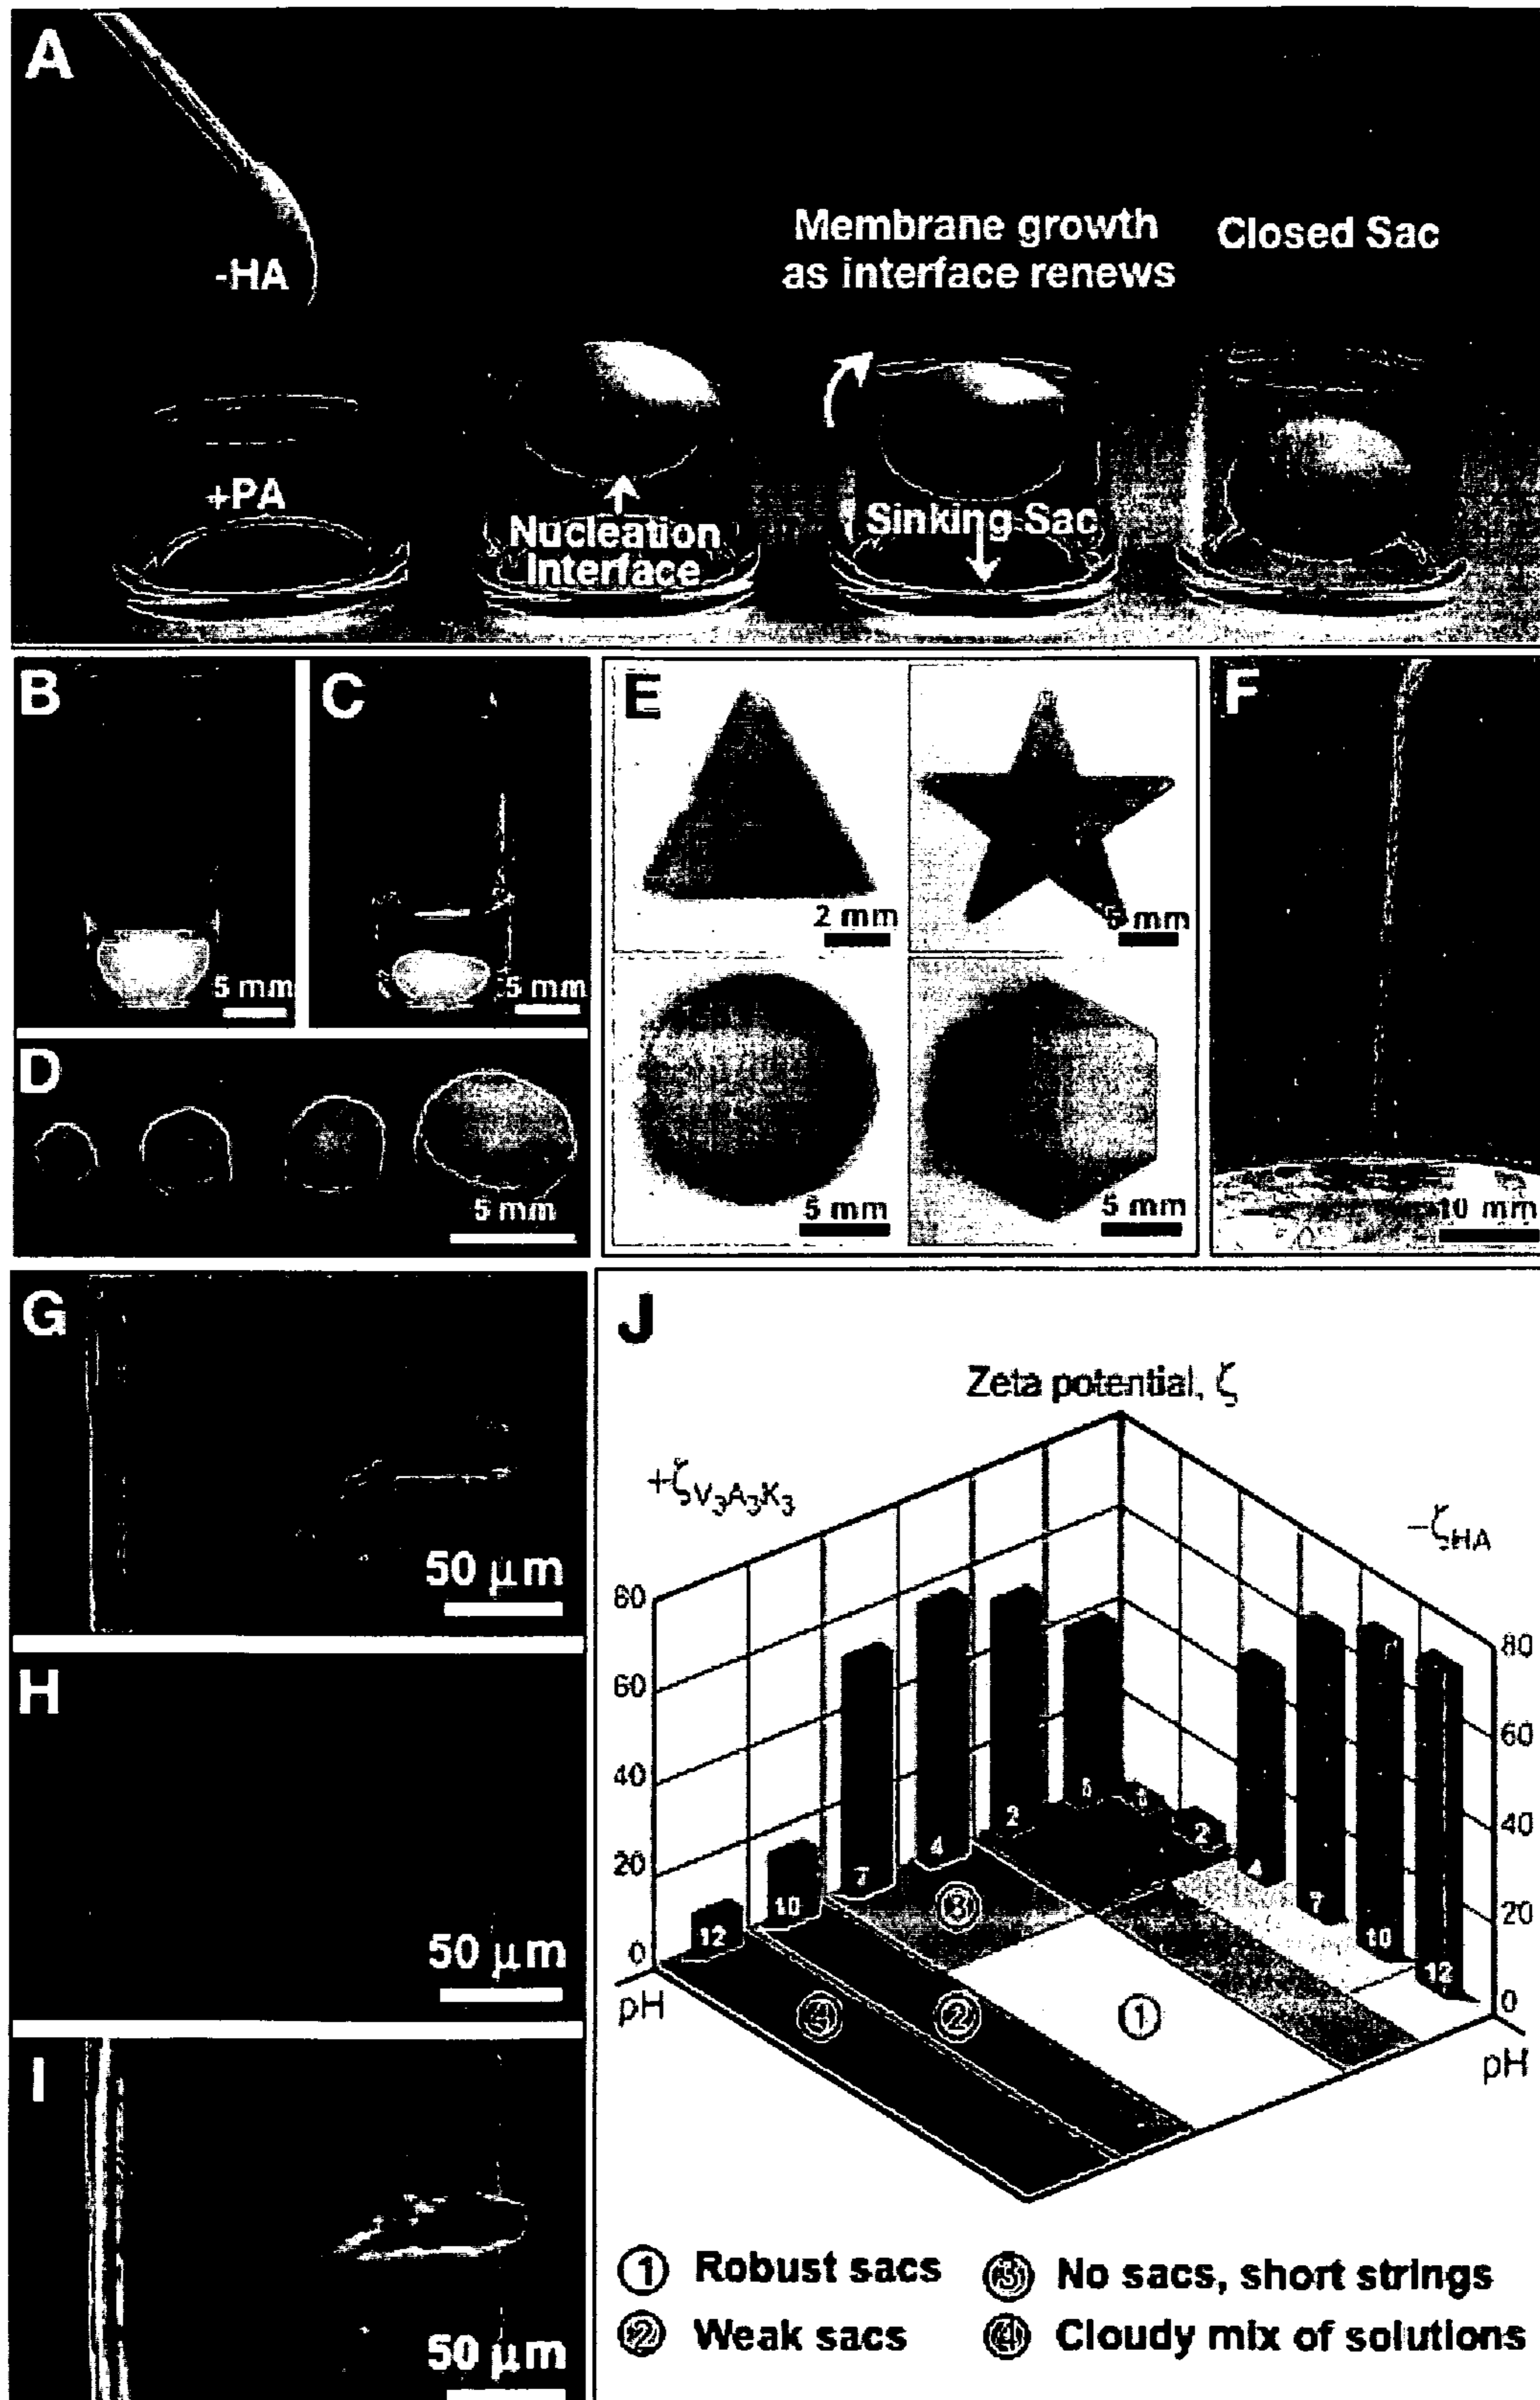 A
-HA
+PA
Nucleation
Interface
Membrane growth
as interface renews
Sinking Sac
Closed Sac
B
5 mm
C
5 mm
D
5 mm
E
2 mm
5 mm
5 mm
5 mm
F
10 mm
G
50 μm
H
50 μm
I
50 μm
J
Zeta potential, ζ
+ζV₃A₃K₃
−ζHA
80
60
40
20
0
80
60
40
20
0
12
10
7
4
2
2
4
7
10
12
pH
pH
3
4
2
1
1 Robust sacs
2 Weak sacs
3 No sacs, short strings
4 Cloudy mix of solutions